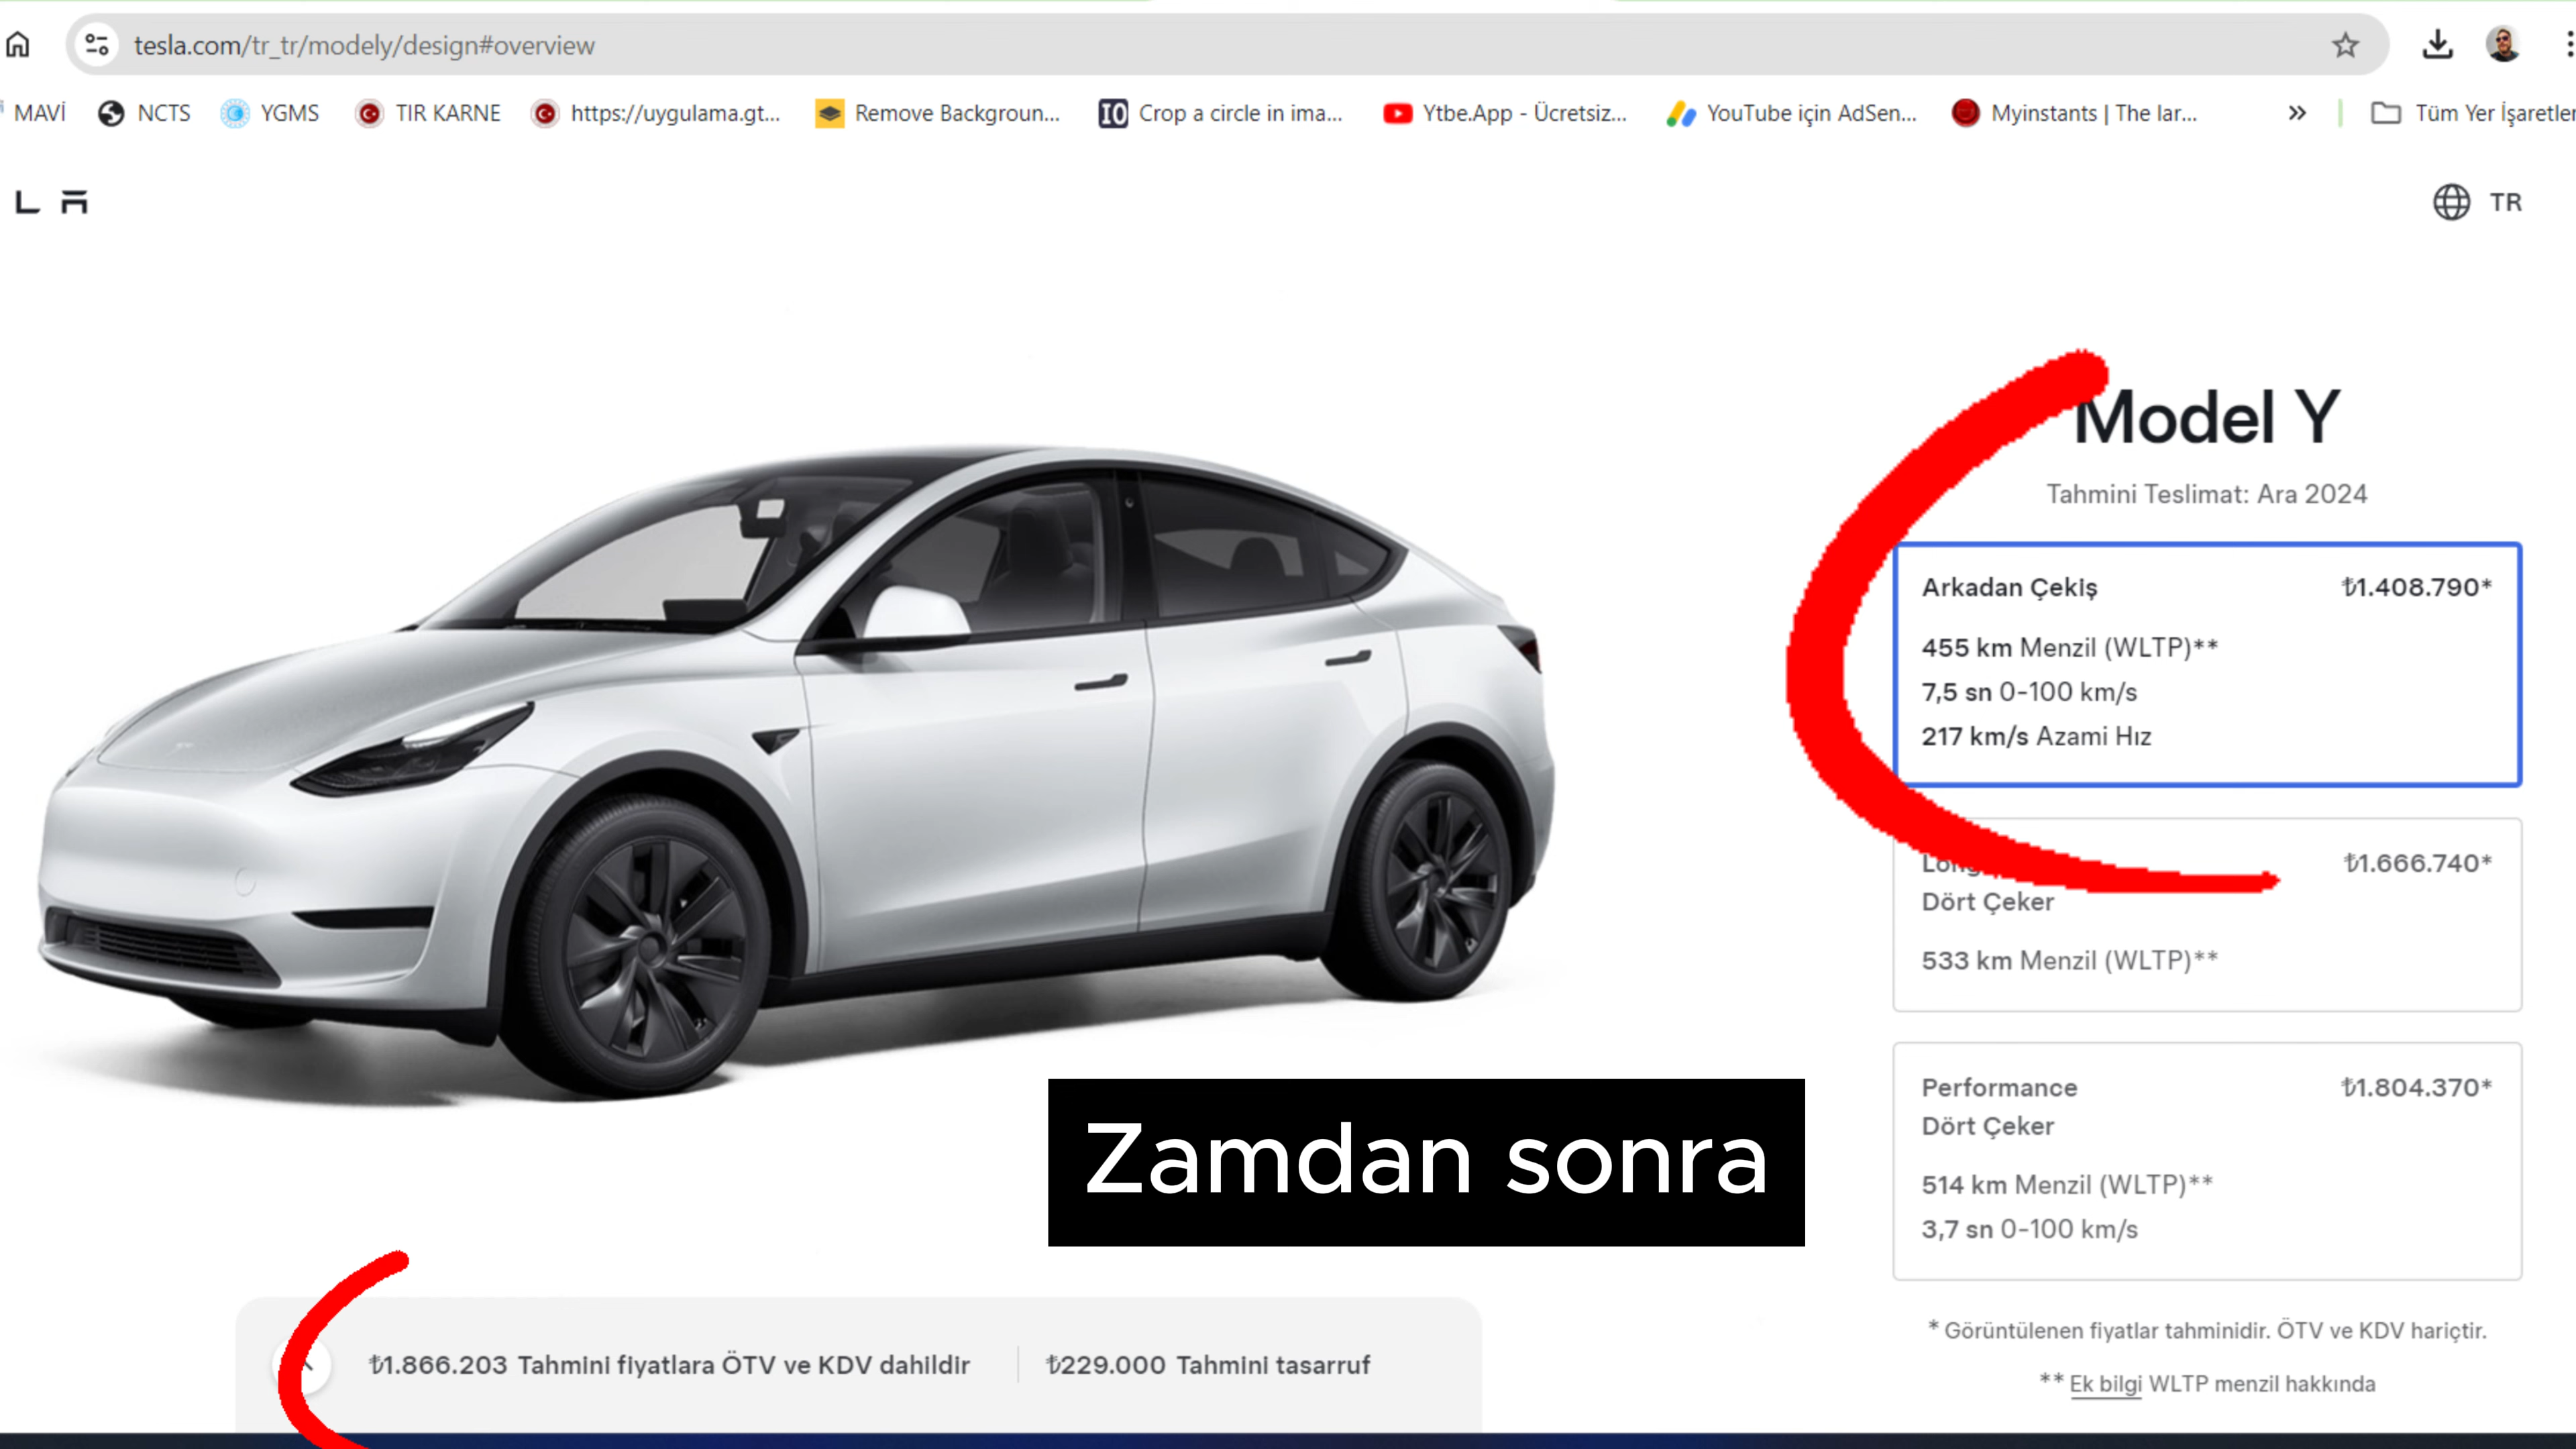 tesla.com/tr_tr/modely/design#overview
MAVİ NCTS YGMS TIR KARNE https://uygulama.gt... Remove Backgroun... Crop a circle in ima... Ytbe.App - Ücretsiz... YouTube için AdSen... Myinstants | The lar... » Tüm Yer İşaretler
TR
Model Y
Tahmini Teslimat: Ara 2024
Arkadan Çekiş ₺1.408.790*
455 km Menzil (WLTP)**
7,5 sn 0-100 km/s
217 km/s Azami Hız
₺1.666.740*
Dört Çeker
533 km Menzil (WLTP)**
Performance ₺1.804.370*
Dört Çeker
514 km Menzil (WLTP)**
3,7 sn 0-100 km/s
* Görüntülenen fiyatlar tahminidir. ÖTV ve KDV hariçtir.
** Ek bilgi WLTP menzil hakkında
Zamdan sonra
₺1.866.203 Tahmini fiyatlara ÖTV ve KDV dahildir ₺229.000 Tahmini tasarruf